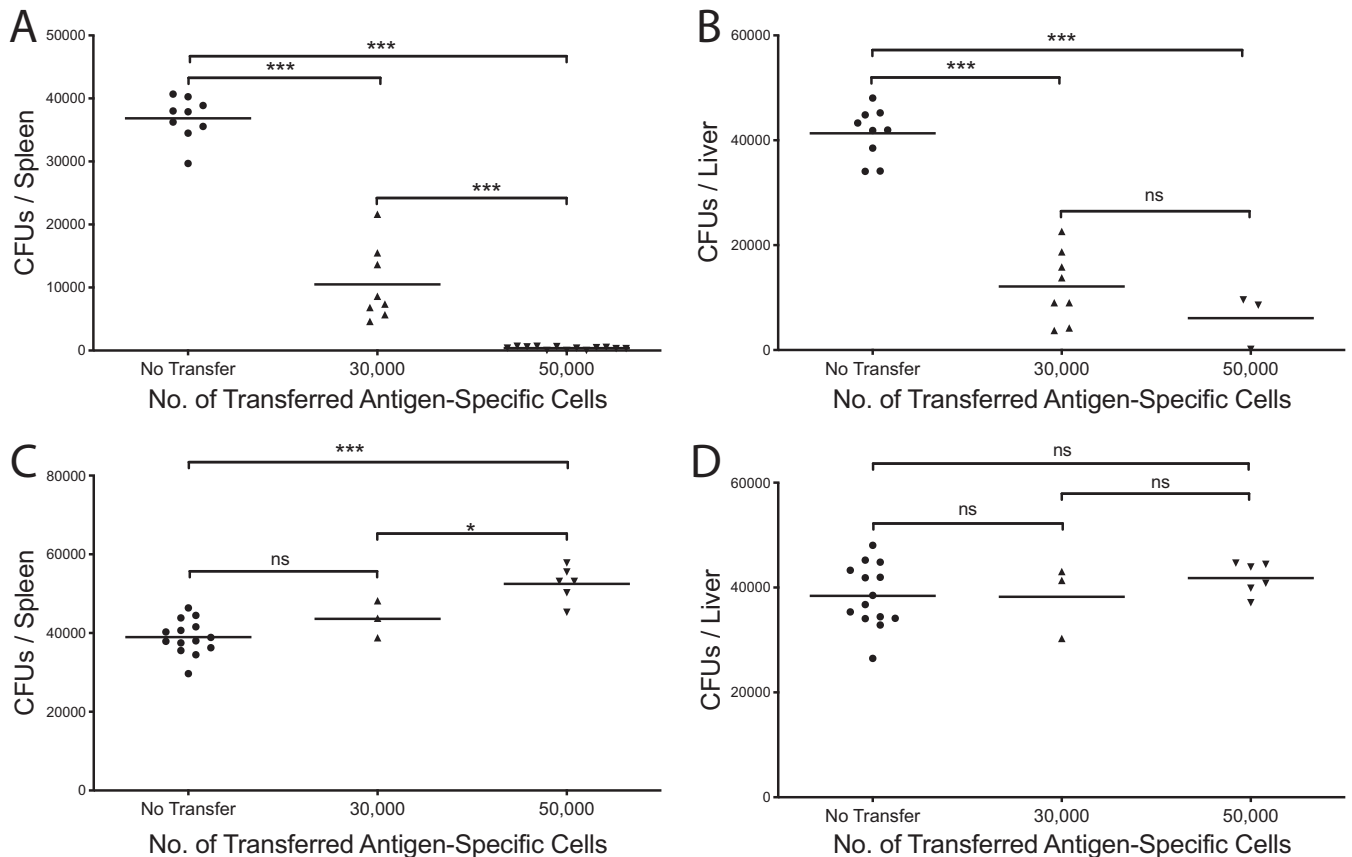 A
CFUs / Spleen
50000
40000
30000
20000
10000
0
***
***
***
No Transfer 30,000 50,000
No. of Transferred Antigen-Specific Cells
B
CFUs / Liver
60000
40000
20000
0
***
***
ns
No Transfer 30,000 50,000
No. of Transferred Antigen-Specific Cells
C
CFUs / Spleen
80000
60000
40000
20000
0
***
*
ns
No Transfer 30,000 50,000
No. of Transferred Antigen-Specific Cells
D
CFUs / Liver
60000
40000
20000
0
ns
ns
ns
No Transfer 30,000 50,000
No. of Transferred Antigen-Specific Cells